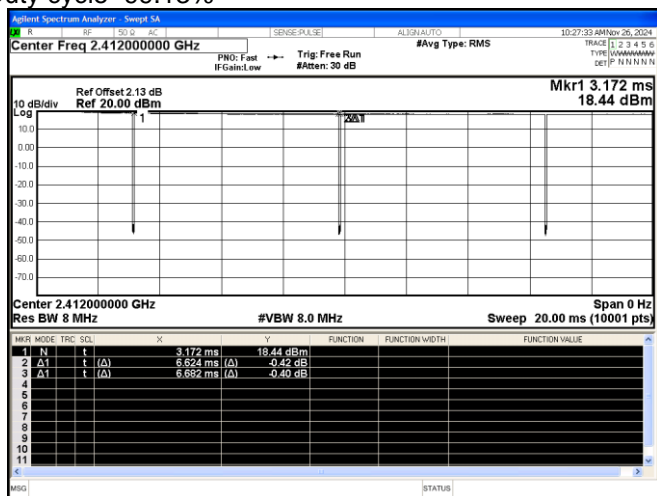 Agilent Spectrum Analyzer - Swept SA
R RF 50 Ω AC SENSE:PULSE ALIGN AUTO 10:27:33 AM Nov 26, 2024
Center Freq 2.412000000 GHz #Avg Type: RMS TRACE 1 2 3 4 5 6
PNO: Fast Trig: Free Run TYPE WWWWWW
IFGain:Low #Atten: 30 dB DET P N N N N N
Mkr1 3.172 ms
Ref Offset 2.13 dB
10 dB/div Ref 20.00 dBm 18.44 dBm
Log
1 2Δ1
10.0
0.00
-10.0
-20.0
-30.0
-40.0
-50.0
-60.0
-70.0
Center 2.412000000 GHz Span 0 Hz
Res BW 8 MHz #VBW 8.0 MHz Sweep 20.00 ms (10001 pts)
MKR MODE TRC SCL X Y FUNCTION FUNCTION WIDTH FUNCTION VALUE
1 N t 3.172 ms 18.44 dBm
2 Δ1 t (Δ) 6.624 ms (Δ) -0.42 dB
3 Δ1 t (Δ) 6.682 ms (Δ) -0.40 dB
4
5
6
7
8
9
10
11
MSG STATUS